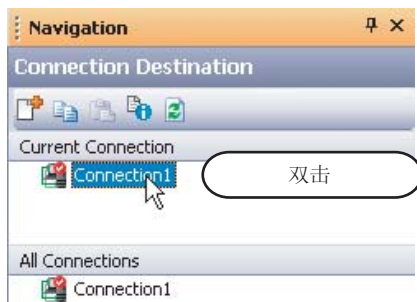 Navigation
Connection Destination
Current Connection
Connection1
双击
All Connections
Connection1